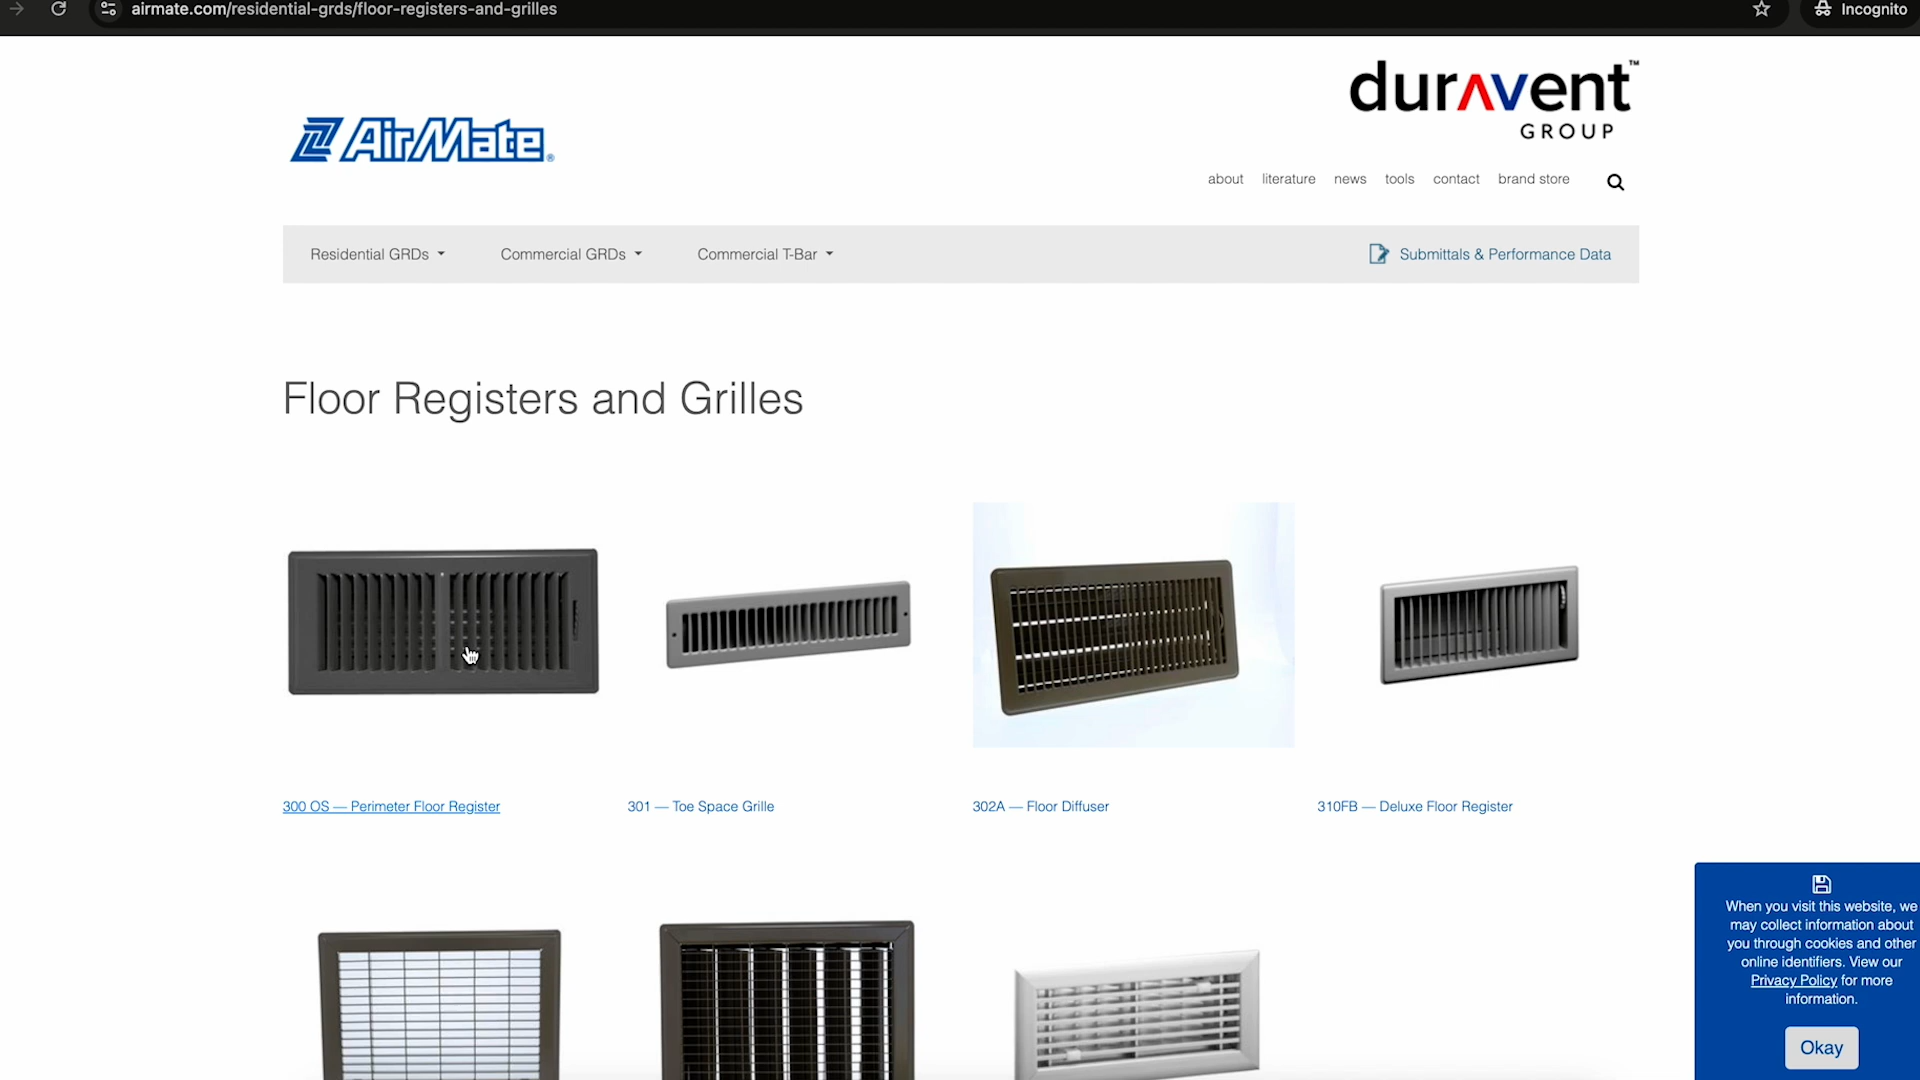 airmate.com/residential-grds/floor-registers-and-grilles
Incognito
duravent™
GROUP
AirMate®
about literature news tools contact brand store
Residential GRDs Commercial GRDs Commercial T-Bar Submittals & Performance Data
Floor Registers and Grilles
300 OS — Perimeter Floor Register
301 — Toe Space Grille
302A — Floor Diffuser
310FB — Deluxe Floor Register
When you visit this website, we
may collect information about
you through cookies and other
online identifiers. View our
Privacy Policy for more
information.
Okay